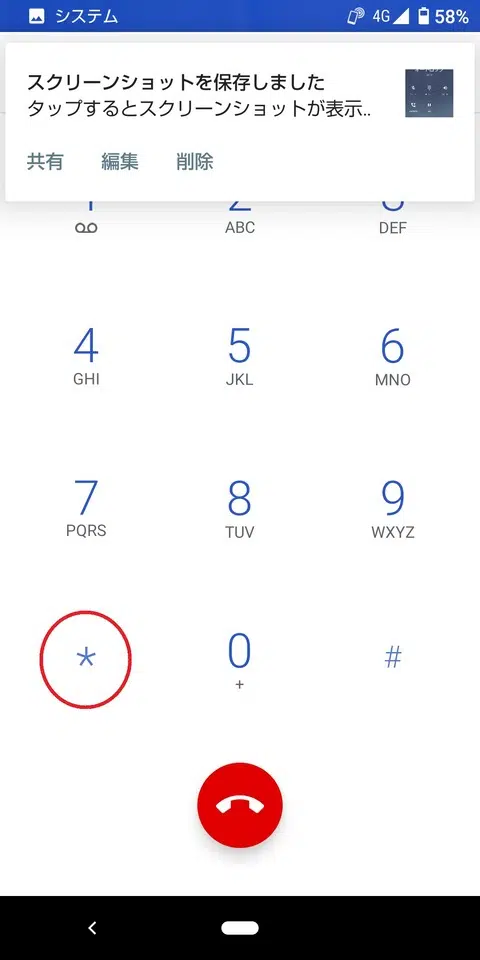 システム 4G 58%
スクリーンショットを保存しました
タップするとスクリーンショットが表示..
共有 編集 削除
ABC DEF
4 5 6
GHI JKL MNO
7 8 9
PQRS TUV WXYZ
* 0 #
+